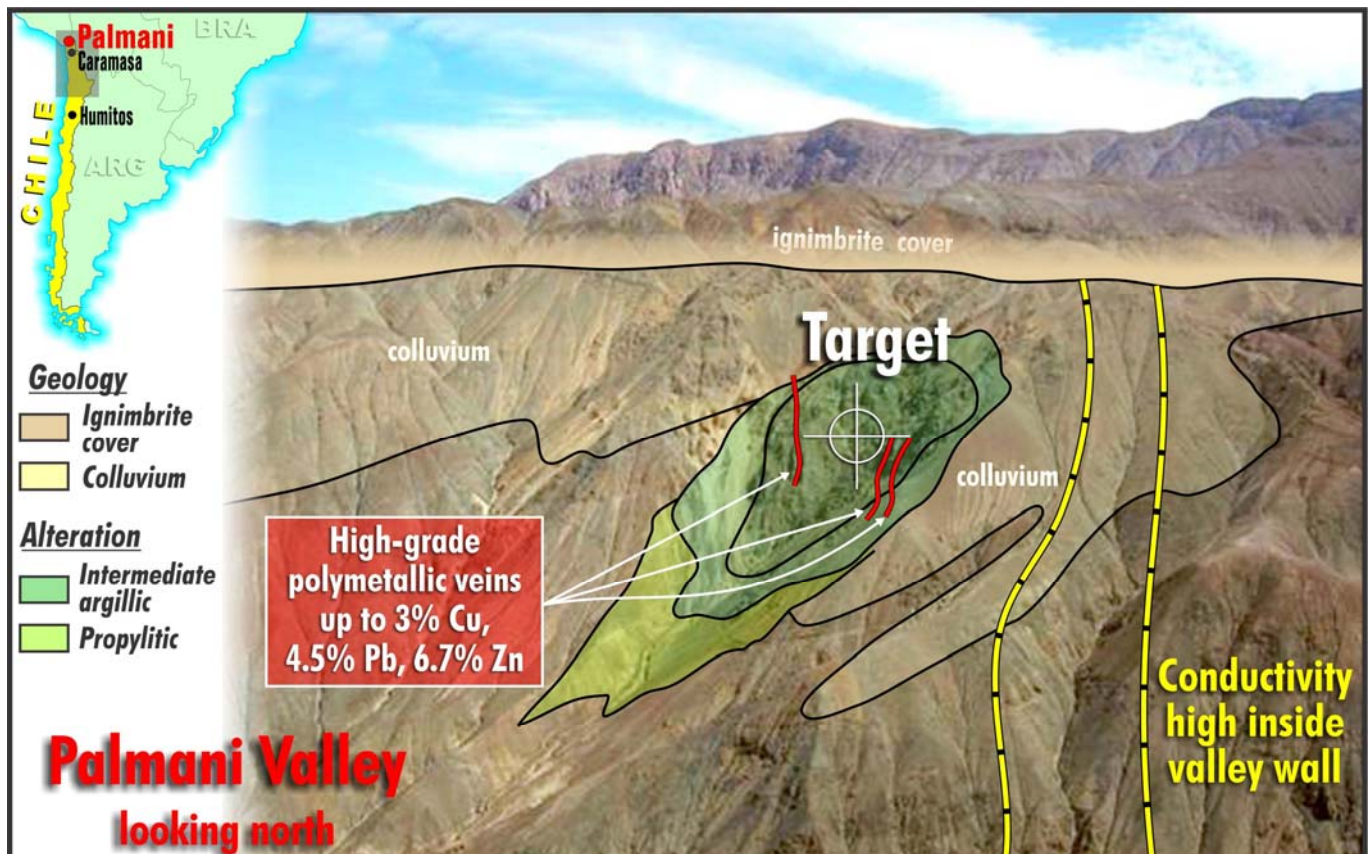 BRA
Palmani
Caramasa
Humitos
CHILE
ARG
ignimbrite cover
colluvium
Target
colluvium
Geology
Ignimbrite
cover
Colluvium
Alteration
Intermediate
argillic
Propylitic
High-grade
polymetallic veins
up to 3% Cu,
4.5% Pb, 6.7% Zn
Conductivity
high inside
valley wall
Palmani Valley
looking north